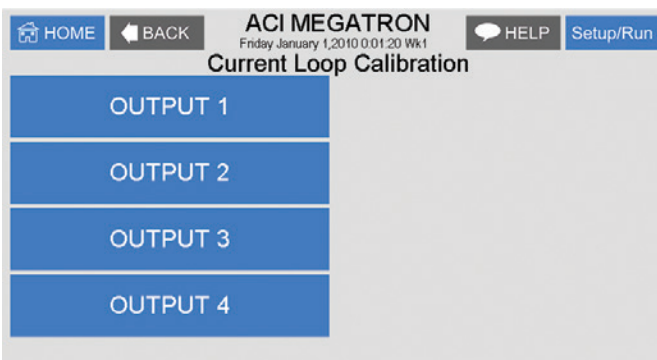 HOME BACK ACI MEGATRON HELP Setup/Run
Friday January 1,2010 0:01:20 Wk1
Current Loop Calibration
OUTPUT 1
OUTPUT 2
OUTPUT 3
OUTPUT 4